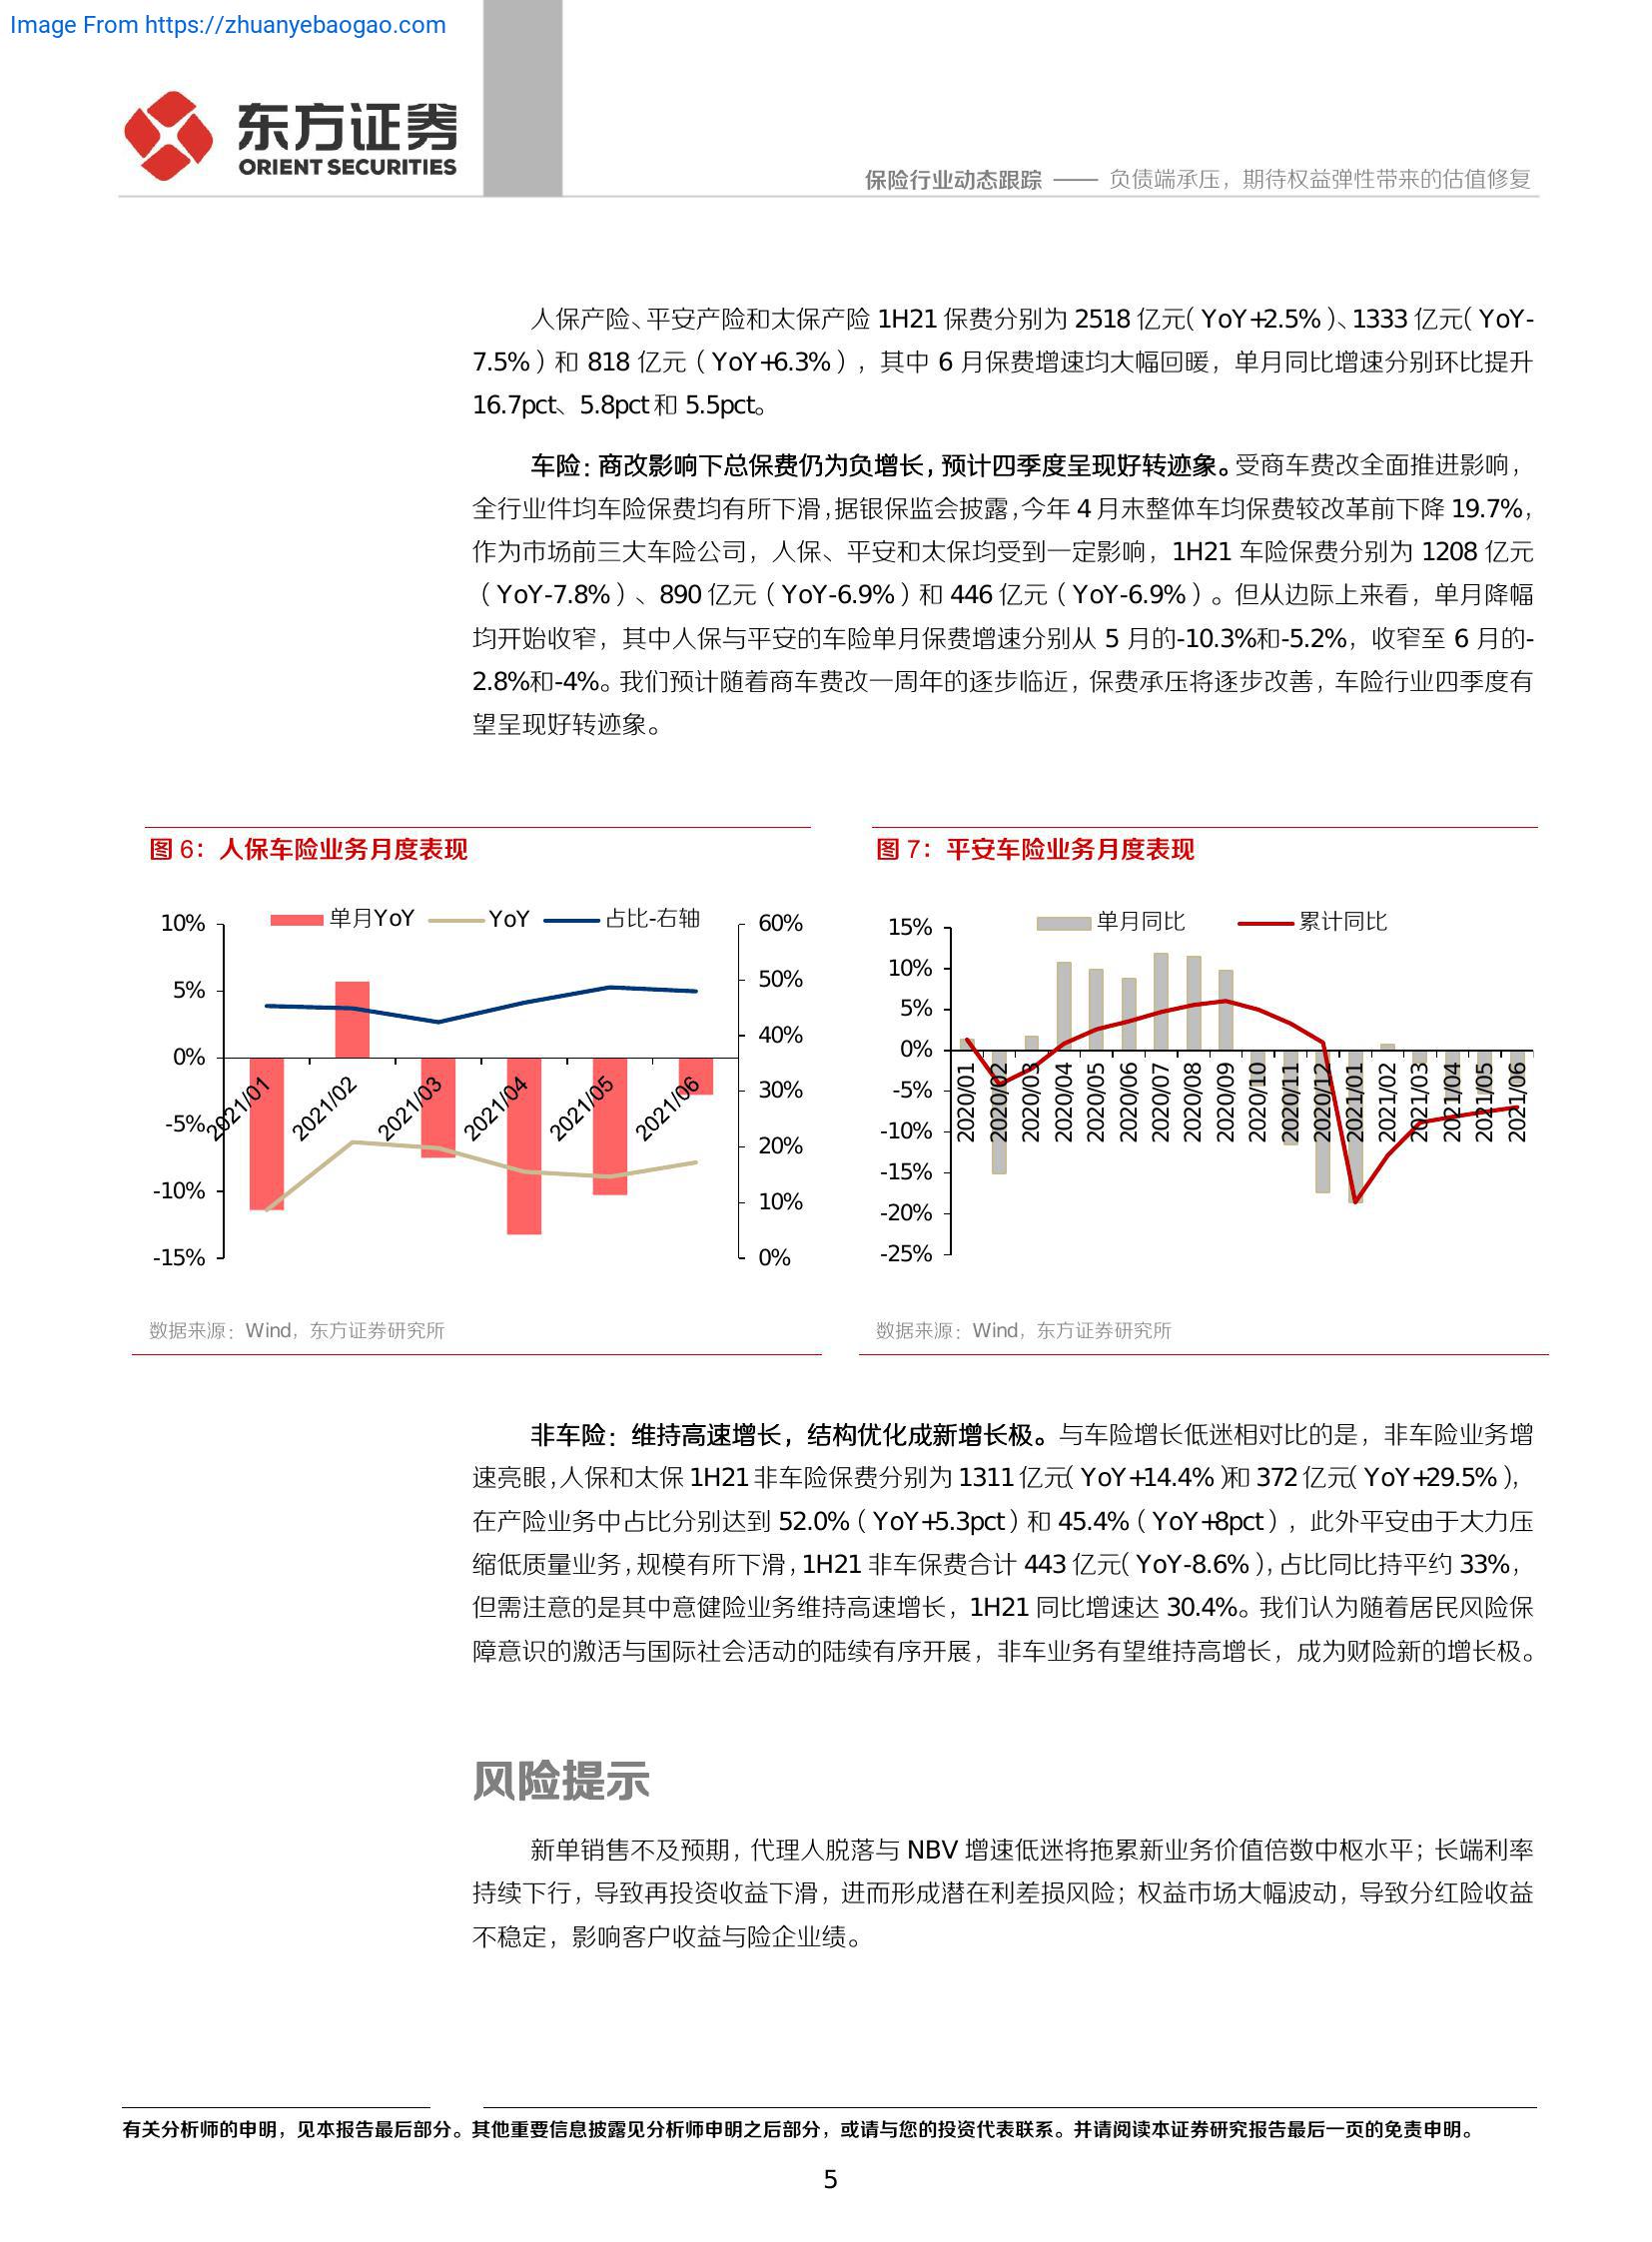 Image From https://zhuanyebaogao.com
东方证券
ORIENT SECURITIES
保险行业动态跟踪 —— 负债端承压，期待权益弹性带来的估值修复
人保产险、平安产险和太保产险 1H21 保费分别为 2518 亿元（YoY+2.5%）、1333 亿元（YoY-
7.5%）和 818 亿元（YoY+6.3%），其中 6 月保费增速均大幅回暖，单月同比增速分别环比提升
16.7pct、5.8pct 和 5.5pct。
车险：商改影响下总保费仍为负增长，预计四季度呈现好转迹象。受商车费改全面推进影响，
全行业件均车险保费均有所下滑，据银保监会披露，今年 4 月末整体车均保费较改革前下降 19.7%，
作为市场前三大车险公司，人保、平安和太保均受到一定影响，1H21 车险保费分别为 1208 亿元
（YoY-7.8%）、890 亿元（YoY-6.9%）和 446 亿元（YoY-6.9%）。但从边际上来看，单月降幅
均开始收窄，其中人保与平安的车险单月保费增速分别从 5 月的-10.3%和-5.2%，收窄至 6 月的-
2.8%和-4%。我们预计随着商车费改一周年的逐步临近，保费承压将逐步改善，车险行业四季度有
望呈现好转迹象。
图 6：人保车险业务月度表现
单月YoY YoY 占比-右轴
10%
5%
0%
-5%
-10%
-15%
60%
50%
40%
30%
20%
10%
0%
2021/01 2021/02 2021/03 2021/04 2021/05 2021/06
数据来源：Wind，东方证券研究所
图 7：平安车险业务月度表现
单月同比 累计同比
15%
10%
5%
0%
-5%
-10%
-15%
-20%
-25%
2020/01 2020/02 2020/03 2020/04 2020/05 2020/06 2020/07 2020/08 2020/09 2020/10 2020/11 2020/12 2021/01 2021/02 2021/03 2021/04 2021/05 2021/06
数据来源：Wind，东方证券研究所
非车险：维持高速增长，结构优化成新增长极。与车险增长低迷相对比的是，非车险业务增
速亮眼，人保和太保 1H21 非车险保费分别为 1311 亿元（YoY+14.4%）和 372 亿元（YoY+29.5%），
在产险业务中占比分别达到 52.0%（YoY+5.3pct）和 45.4%（YoY+8pct），此外平安由于大力压
缩低质量业务，规模有所下滑，1H21 非车保费合计 443 亿元（YoY-8.6%），占比同比持平约 33%，
但需注意的是其中意健险业务维持高速增长，1H21 同比增速达 30.4%。我们认为随着居民风险保
障意识的激活与国际社会活动的陆续有序开展，非车业务有望维持高增长，成为财险新的增长极。
风险提示
新单销售不及预期，代理人脱落与 NBV 增速低迷将拖累新业务价值倍数中枢水平；长端利率
持续下行，导致再投资收益下滑，进而形成潜在利差损风险；权益市场大幅波动，导致分红险收益
不稳定，影响客户收益与险企业绩。
有关分析师的申明，见本报告最后部分。其他重要信息披露见分析师申明之后部分，或请与您的投资代表联系。并请阅读本证券研究报告最后一页的免责申明。
5